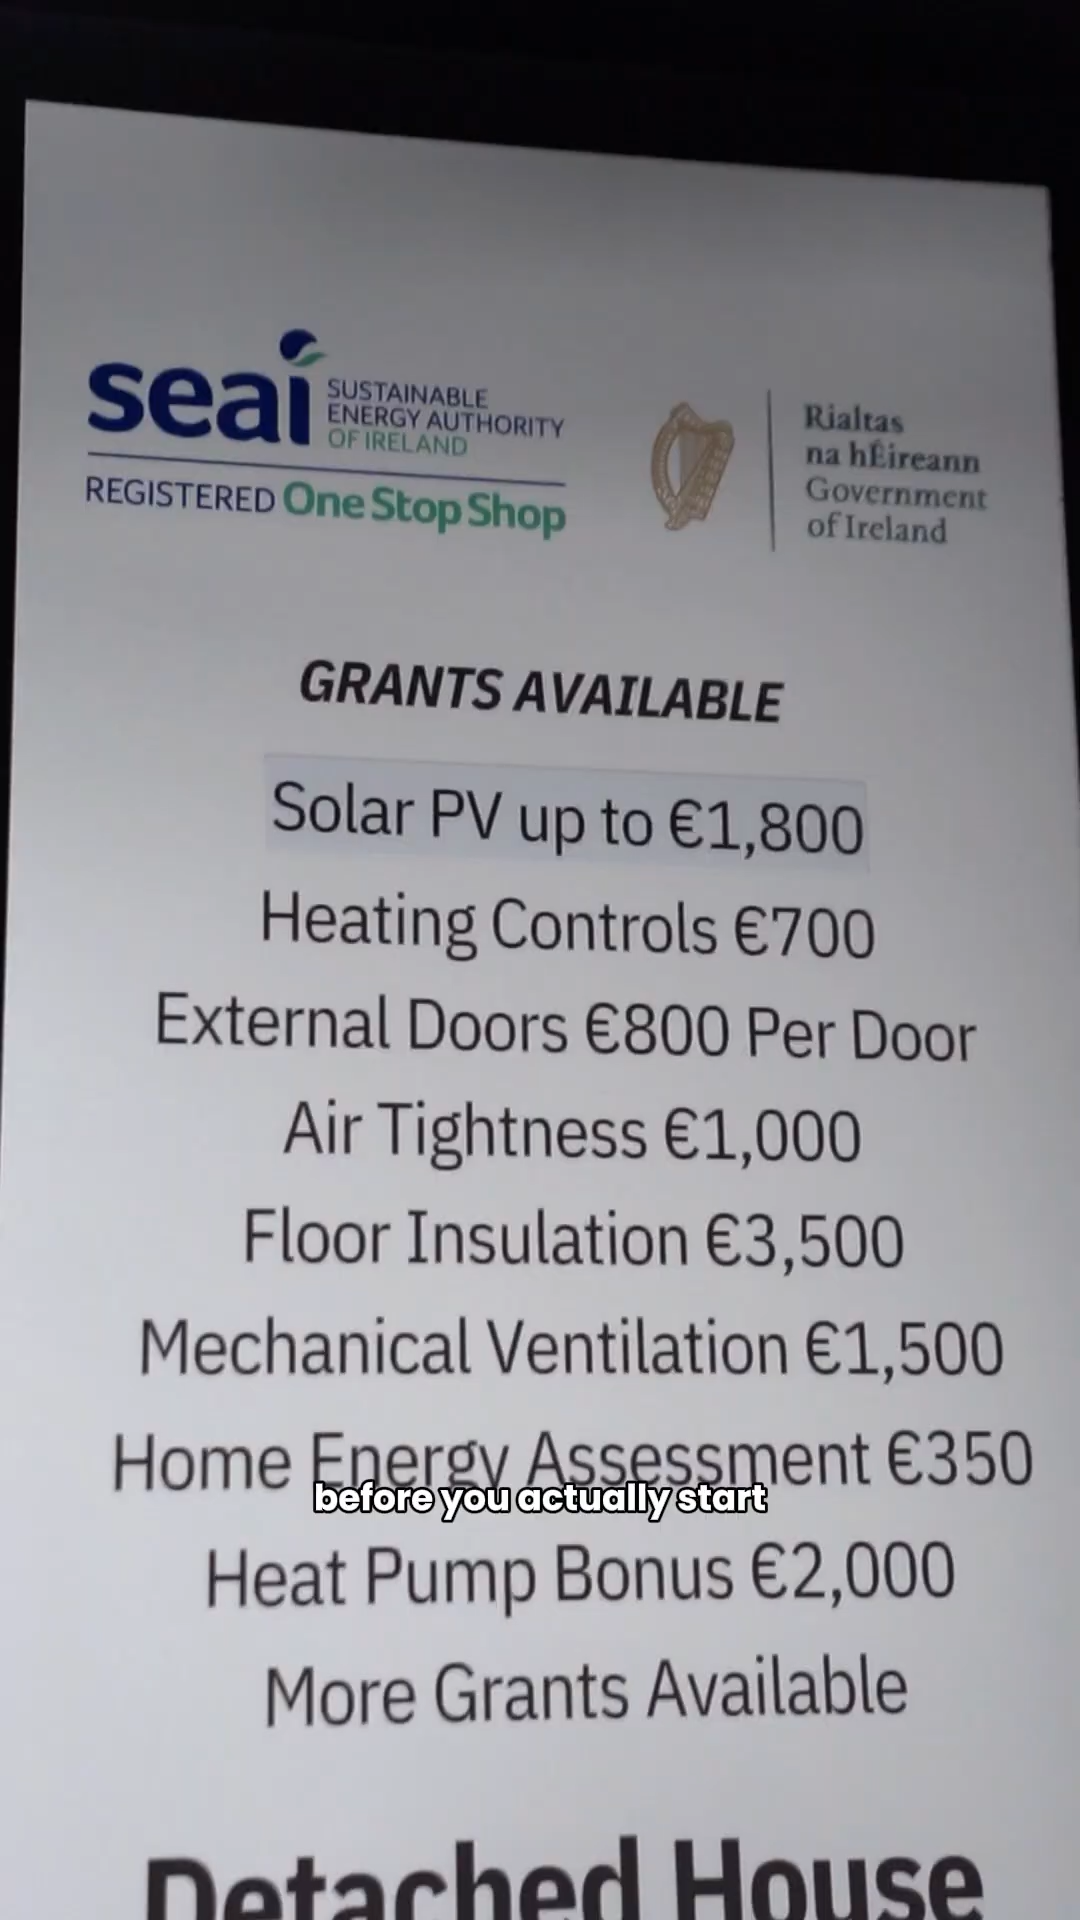 seai
SUSTAINABLE
ENERGY AUTHORITY
OF IRELAND
REGISTERED One Stop Shop
Rialtas
na hÉireann
Government
of Ireland
GRANTS AVAILABLE
Solar PV up to €1,800
Heating Controls €700
External Doors €800 Per Door
Air Tightness €1,000
Floor Insulation €3,500
Mechanical Ventilation €1,500
Home Energy Assessment €350
before you actually start
Heat Pump Bonus €2,000
More Grants Available
Detached House